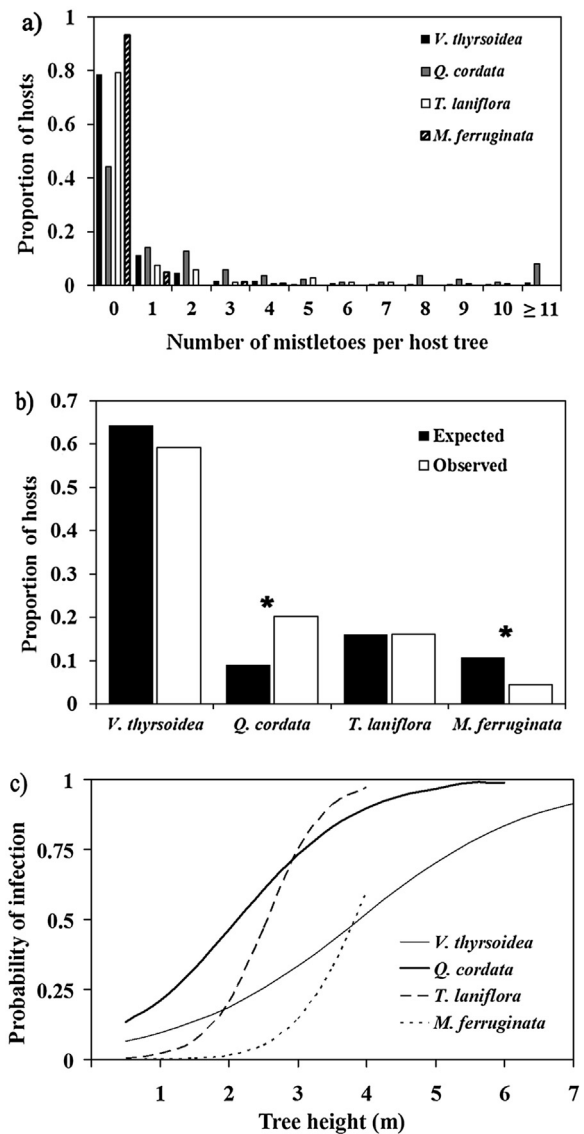 a)
Proportion of hosts
1
0.8
0.6
0.4
0.2
0
V. thyrsoidea
Q. cordata
T. laniflora
M. ferruginata
0 1 2 3 4 5 6 7 8 9 10 ≥ 11
Number of mistletoes per host tree
b)
Proportion of hosts
0.7
0.6
0.5
0.4
0.3
0.2
0.1
0
Expected
Observed
*
*
V. thyrsoidea Q. cordata T. laniflora M. ferruginata
c)
Probability of infection
1
0.75
0.5
0.25
0
V. thyrsoidea
Q. cordata
T. laniflora
M. ferruginata
1 2 3 4 5 6 7
Tree height (m)